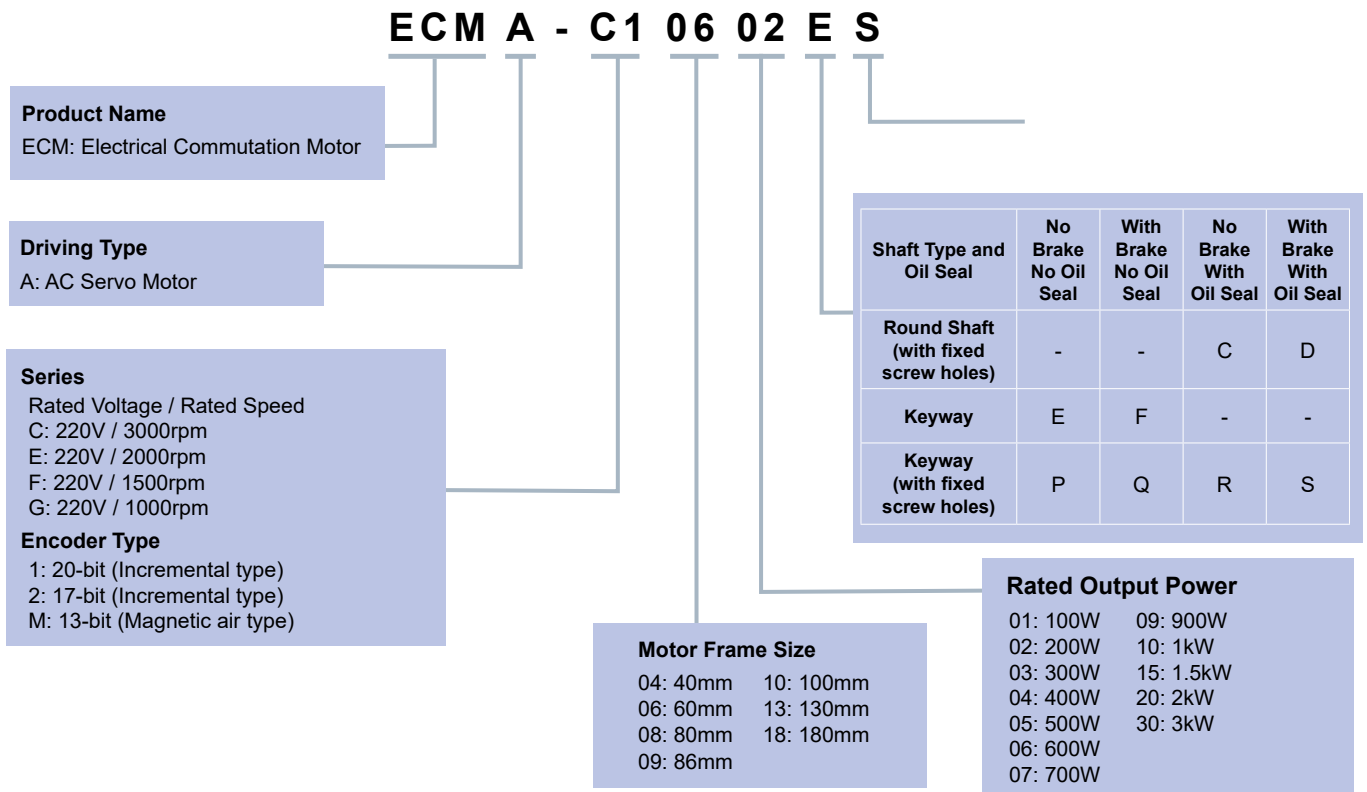 ECMA-C10602ES
Product Name
ECM: Electrical Commutation Motor
Driving Type
A: AC Servo Motor
Series
Rated Voltage / Rated Speed
C: 220V / 3000rpm
E: 220V / 2000rpm
F: 220V / 1500rpm
G: 220V / 1000rpm
Encoder Type
1: 20-bit (Incremental type)
2: 17-bit (Incremental type)
M: 13-bit (Magnetic air type)
Motor Frame Size
04: 40mm 10: 100mm
06: 60mm 13: 130mm
08: 80mm 18: 180mm
09: 86mm
Shaft Type and
Oil Seal
No
Brake
No Oil
Seal
With
Brake
No Oil
Seal
No
Brake
With
Oil Seal
With
Brake
With
Oil Seal
Round Shaft
(with fixed
screw holes)
- - C D
Keyway
E F - -
Keyway
(with fixed
screw holes)
P Q R S
Rated Output Power
01: 100W 09: 900W
02: 200W 10: 1kW
03: 300W 15: 1.5kW
04: 400W 20: 2kW
05: 500W 30: 3kW
06: 600W
07: 700W